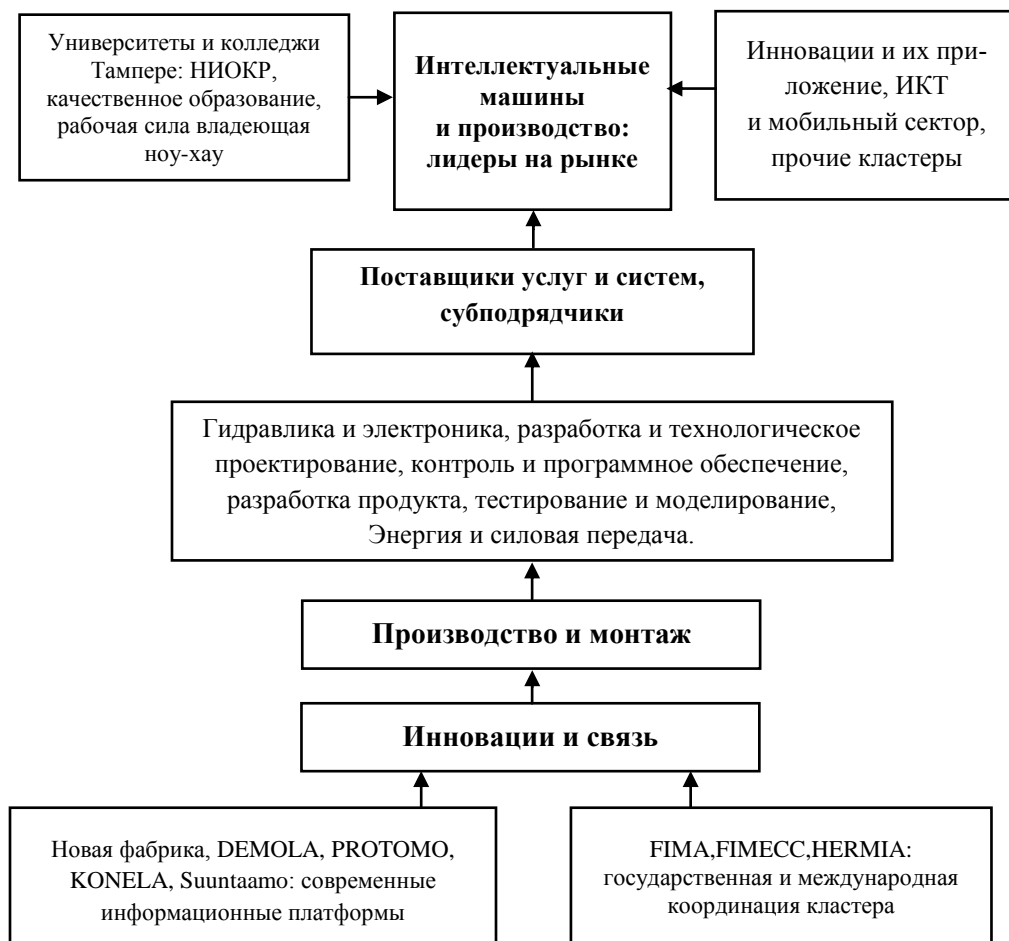 Университеты и колледжи
Тампере: НИОКР,
качественное образование,
рабочая сила владеющая
ноу-хау
Интеллектуальные
машины
и производство:
лидеры на рынке
Инновации и их при-
ложение, ИКТ
и мобильный сектор,
прочие кластеры
Поставщики услуг и систем,
субподрядчики
Гидравлика и электроника, разработка и технологическое
проектирование, контроль и программное обеспечение,
разработка продукта, тестирование и моделирование,
Энергия и силовая передача.
Производство и монтаж
Инновации и связь
Новая фабрика, DEMOLA, PROTOMO,
KONELA, Suuntaamo: современные
информационные платформы
FIMA,FIMECC,HERMIA:
государственная и международная
координация кластера